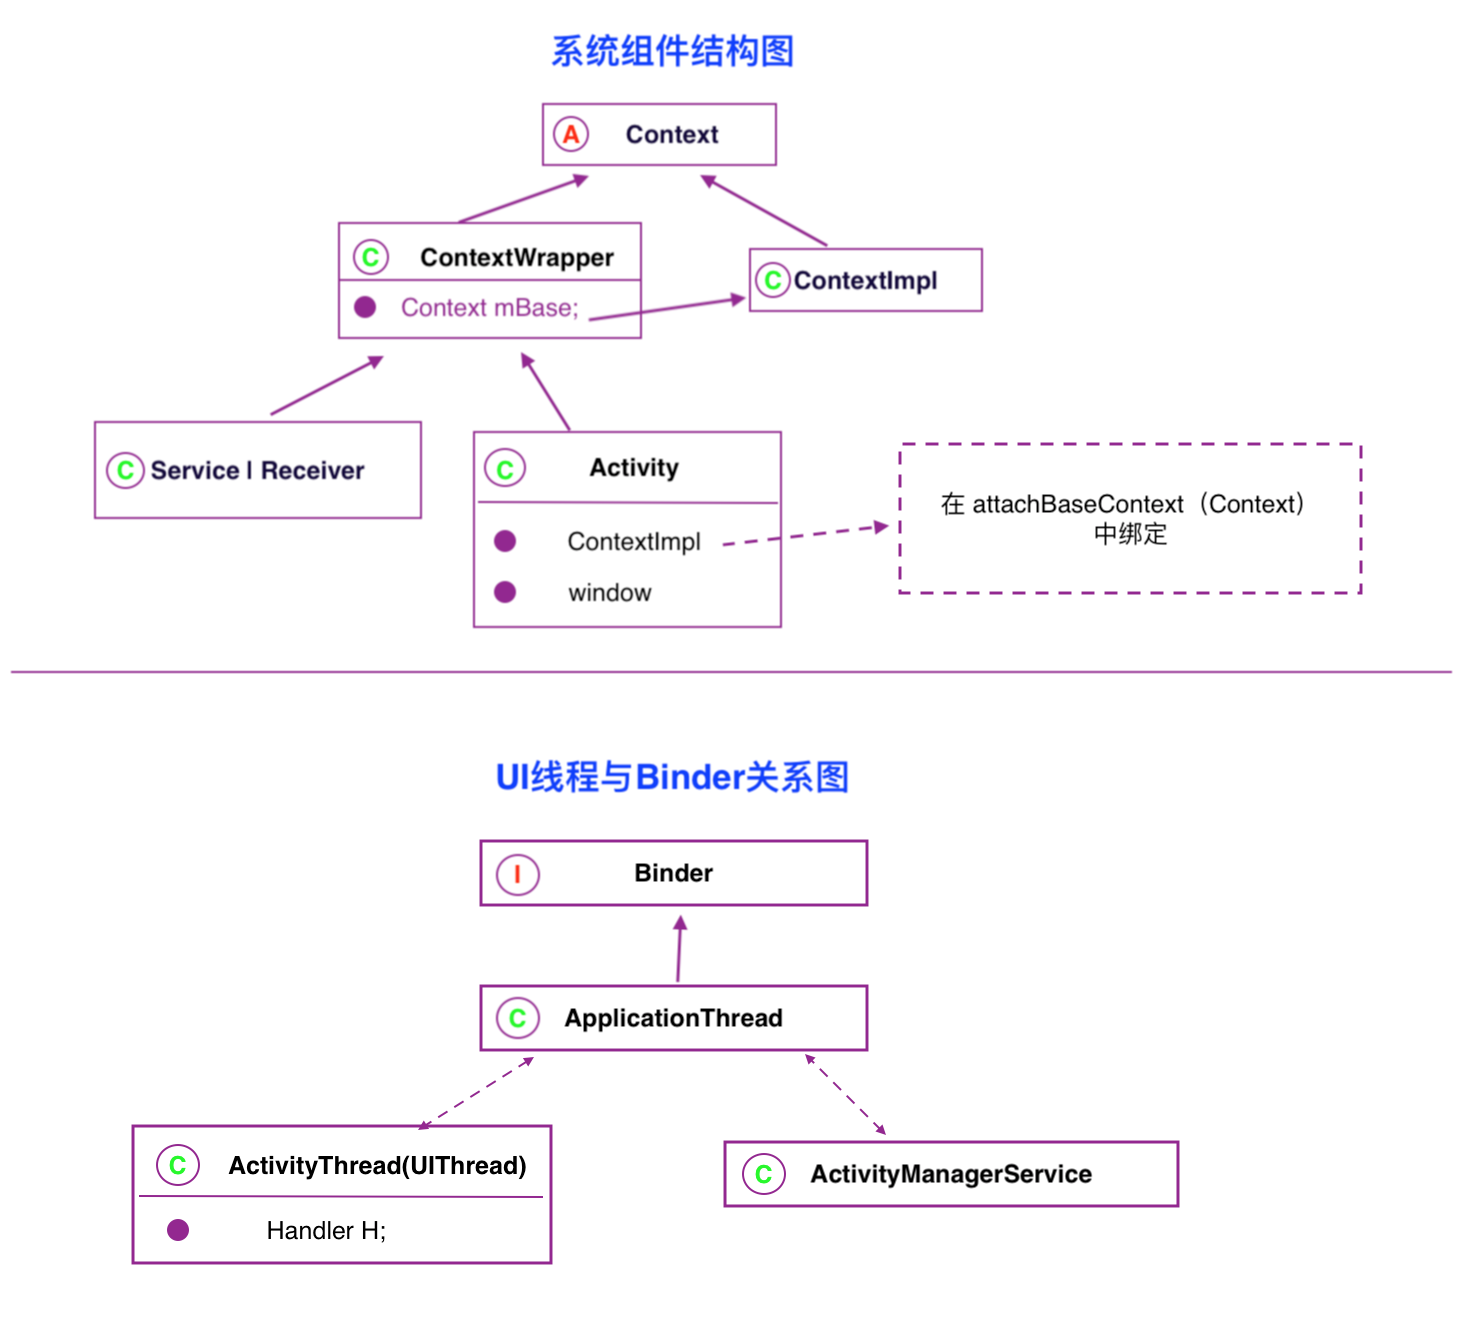 系统组件结构图
A Context
C ContextWrapper
Context mBase;
C ContextImpl
C Service | Receiver
C Activity
ContextImpl
window
在 attachBaseContext（Context）
中绑定
UI线程与Binder关系图
I Binder
C ApplicationThread
C ActivityThread(UIThread)
Handler H;
C ActivityManagerService